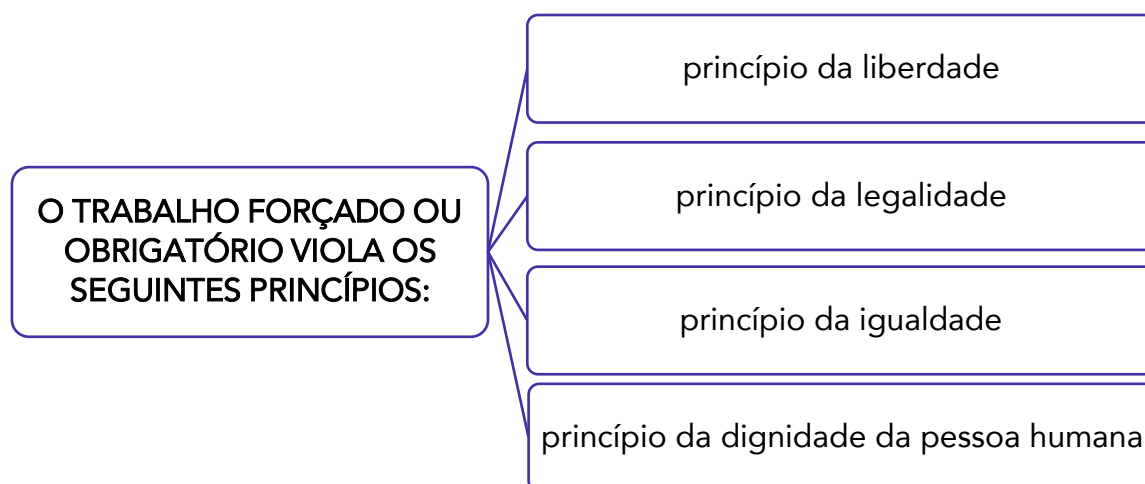 O TRABALHO FORÇADO OU
OBRIGATÓRIO VIOLA OS
SEGUINTES PRINCÍPIOS:
princípio da liberdade
princípio da legalidade
princípio da igualdade
princípio da dignidade da pessoa humana